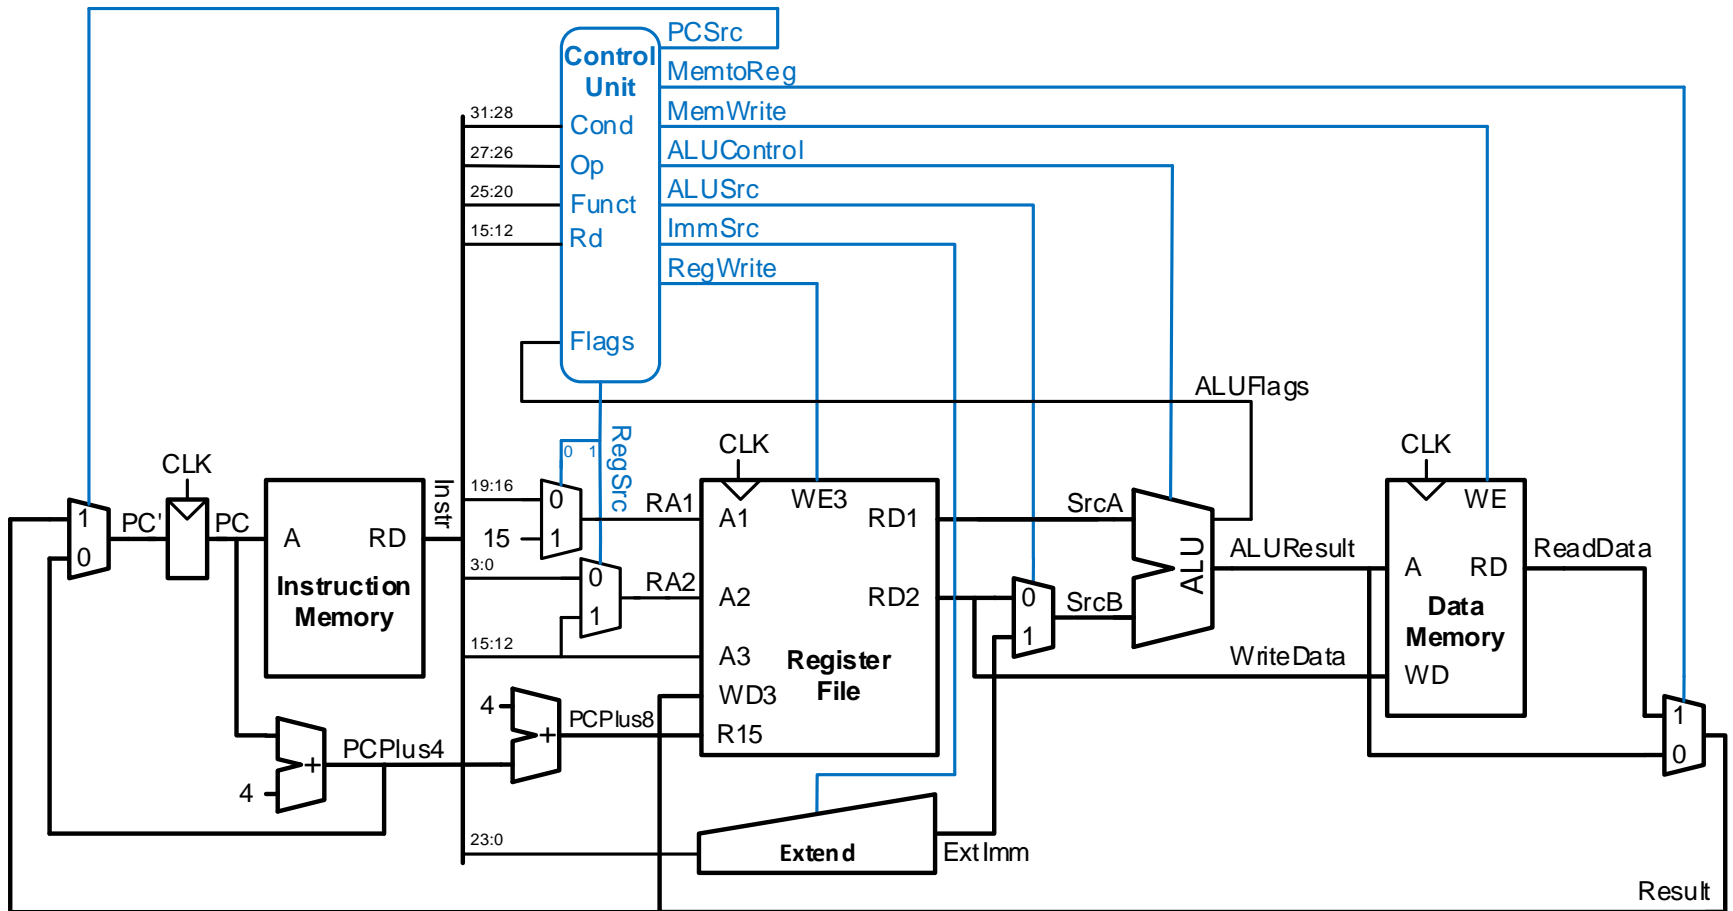 PCSrc
Control
Unit
MemtoReg
MemWrite
31:28
Cond
ALUControl
27:26
Op
ALUSrc
25:20
Funct
ImmSrc
15:12
Rd
RegWrite
Flags
ALUFlags
RegSrc
0 1
CLK
CLK
CLK
Instr
19:16
0
RA1
WE3
SrcA
WE
1
PC'
PC
A
RD
15
1
A1
RD1
ALU
ALUResult
ReadData
0
3:0
0
RA2
A2
RD2
0
SrcB
A
RD
Instruction
Memory
1
1
Data
Memory
15:12
A3
Register
File
WriteData
WD
WD3
4
PCPlus8
+
R15
1
PCPlus4
+
0
4
23:0
Extend
ExtImm
Result